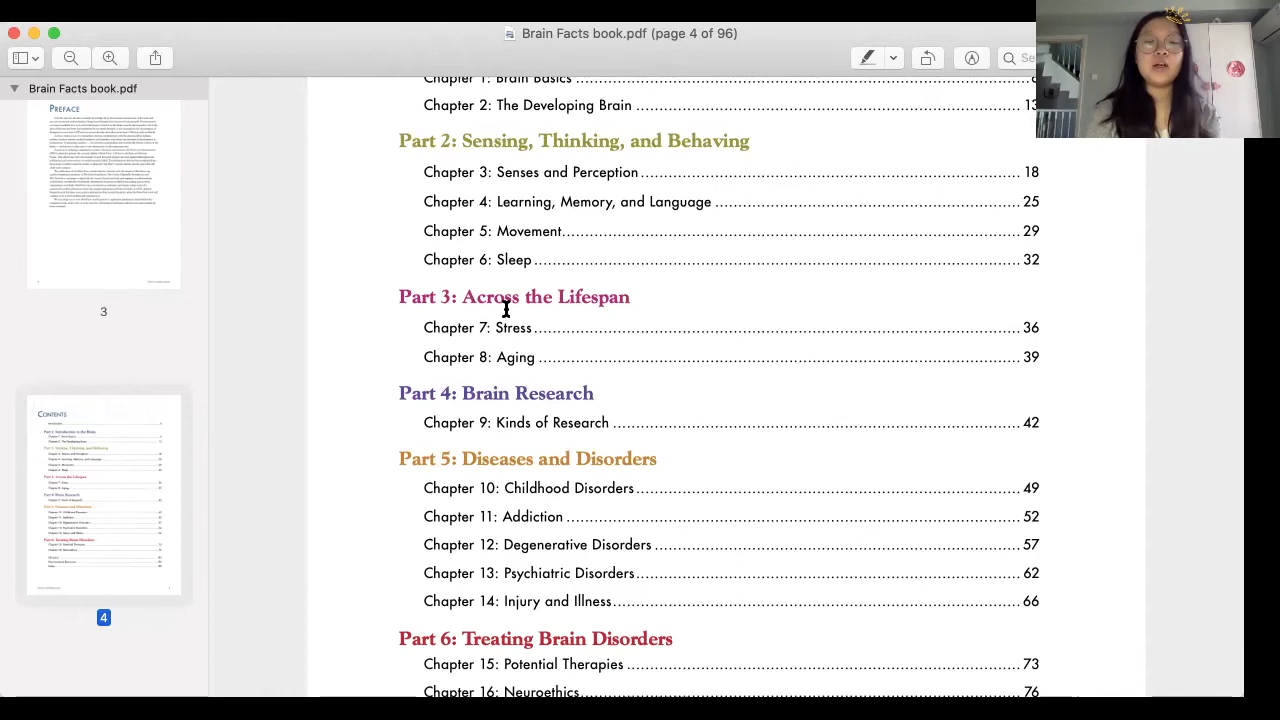 Brain Facts book.pdf (page 4 of 96)
Se
Brain Facts book.pdf
PREFACE
3
CONTENTS
4
Chapter 1: Brain Basics
Chapter 2: The Developing Brain 13
Part 2: Sensing, Thinking, and Behaving
Chapter 3: Senses and Perception 18
Chapter 4: Learning, Memory, and Language 25
Chapter 5: Movement 29
Chapter 6: Sleep 32
Part 3: Across the Lifespan
Chapter 7: Stress 36
Chapter 8: Aging 39
Part 4: Brain Research
Chapter 9: Kinds of Research 42
Part 5: Diseases and Disorders
Chapter 10: Childhood Disorders 49
Chapter 11: Addiction 52
Chapter 12: Degenerative Disorders 57
Chapter 13: Psychiatric Disorders 62
Chapter 14: Injury and Illness 66
Part 6: Treating Brain Disorders
Chapter 15: Potential Therapies 73
Chapter 16: Neuroethics 76